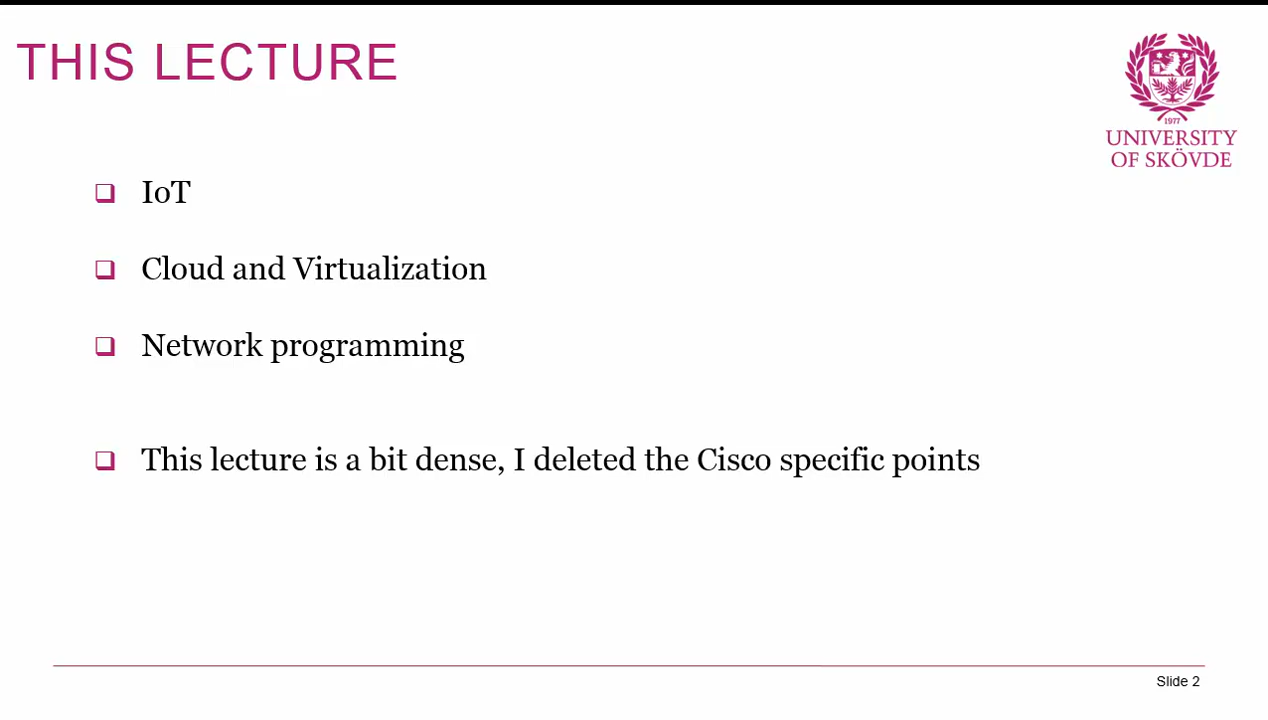 THIS LECTURE
1977
UNIVERSITY
OF SKÖVDE
IoT
Cloud and Virtualization
Network programming
This lecture is a bit dense, I deleted the Cisco specific points
Slide 2